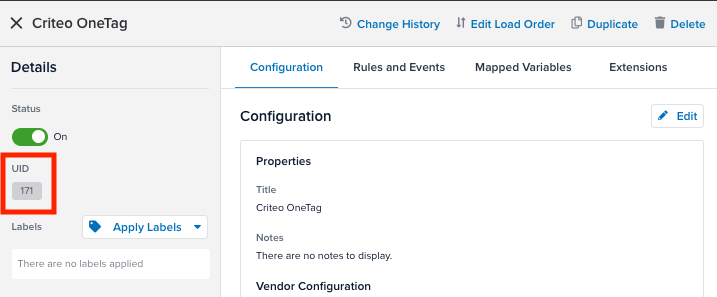 Criteo OneTag
Change History
Edit Load Order
Duplicate
Delete
Details
Status
On
UID
171
Labels
Apply Labels
There are no labels applied
Configuration
Rules and Events
Mapped Variables
Extensions
Configuration
Edit
Properties
Title
Criteo OneTag
Notes
There are no notes to display.
Vendor Configuration